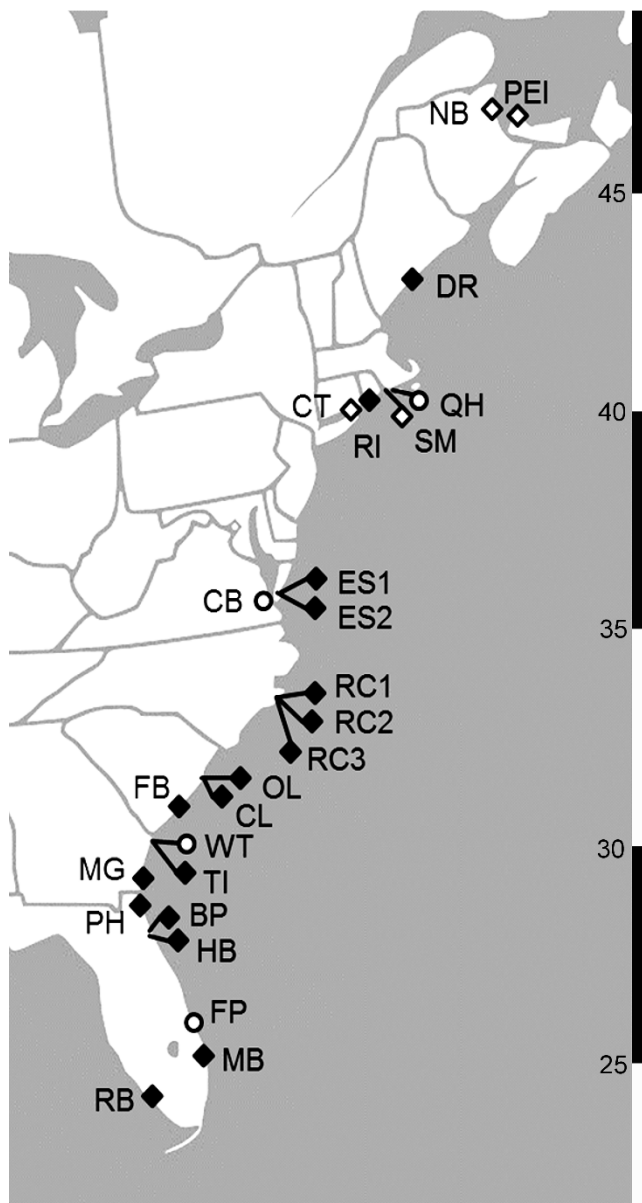 PEI
NB
45
DR
CT
QH
40
RI
SM
ES1
CB
ES2
35
RC1
RC2
RC3
FB
OL
CL
WT
30
MG
TI
PH
BP
HB
FP
MB
25
RB